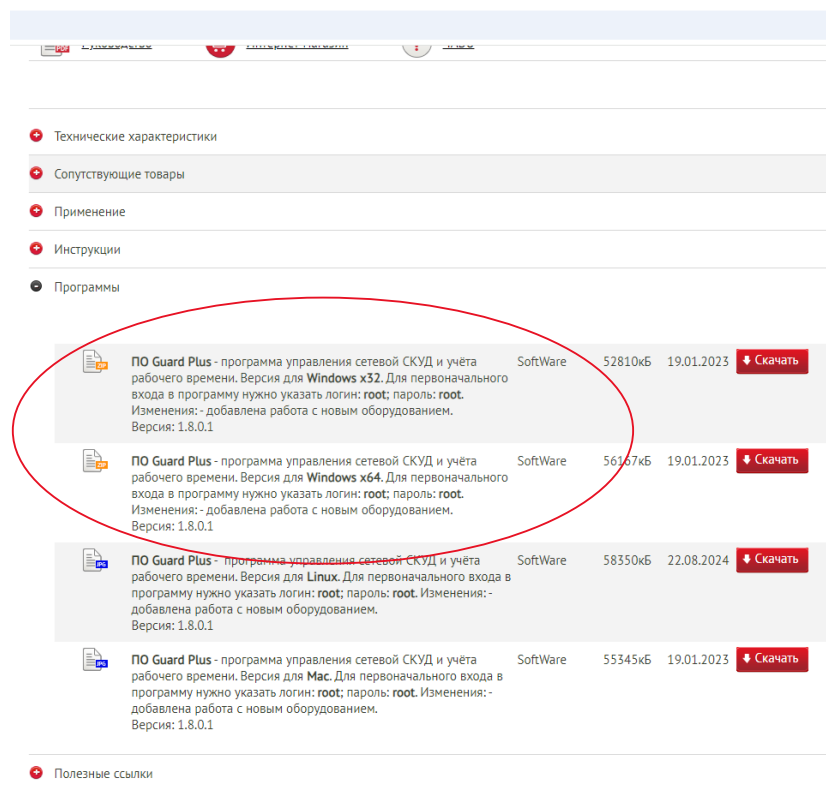 Технические характеристики
Сопутствующие товары
Применение
Инструкции
Программы
ZIP
ПО Guard Plus - программа управления сетевой СКУД и учёта SoftWare 52810кБ 19.01.2023 Скачать
рабочего времени. Версия для Windows x32. Для первоначального
входа в программу нужно указать логин: root; пароль: root.
Изменения: - добавлена работа с новым оборудованием.
Версия: 1.8.0.1
ZIP
ПО Guard Plus - программа управления сетевой СКУД и учёта SoftWare 56167кБ 19.01.2023 Скачать
рабочего времени. Версия для Windows x64. Для первоначального
входа в программу нужно указать логин: root; пароль: root.
Изменения: - добавлена работа с новым оборудованием.
Версия: 1.8.0.1
JPG
ПО Guard Plus - программа управления сетевой СКУД и учёта SoftWare 58350кБ 22.08.2024 Скачать
рабочего времени. Версия для Linux. Для первоначального входа в
программу нужно указать логин: root; пароль: root. Изменения: -
добавлена работа с новым оборудованием.
Версия: 1.8.0.1
JPG
ПО Guard Plus - программа управления сетевой СКУД и учёта SoftWare 55345кБ 19.01.2023 Скачать
рабочего времени. Версия для Mac. Для первоначального входа в
программу нужно указать логин: root; пароль: root. Изменения: -
добавлена работа с новым оборудованием.
Версия: 1.8.0.1
Полезные ссылки